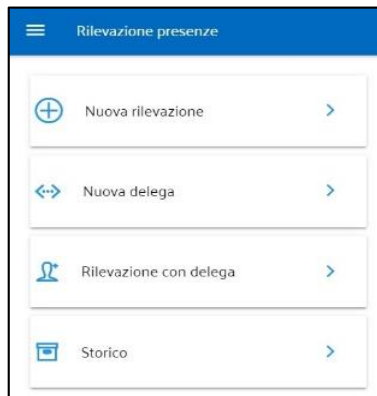 Rilevazione presenze
Nuova rilevazione
Nuova delega
Rilevazione con delega
Storico